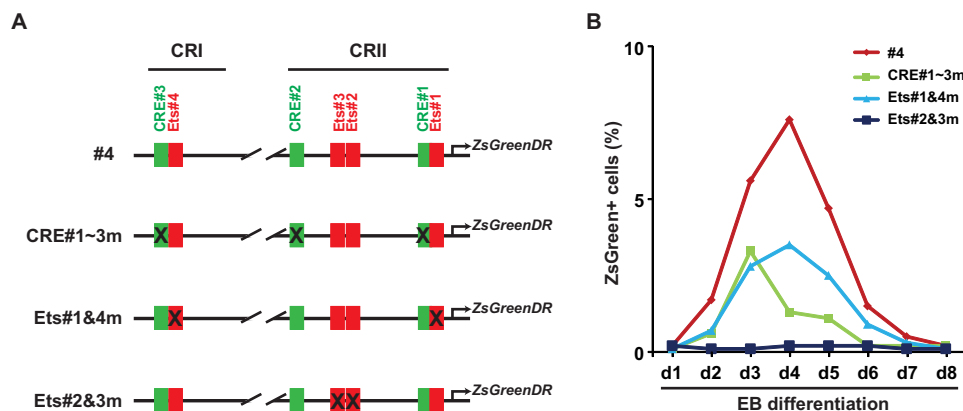 A
CRI
CRII
CRE#3
Ets#4
CRE#2
Ets#3
Ets#2
CRE#1
Ets#1
#4
ZsGreenDR
CRE#1~3m
X
X
X
ZsGreenDR
Ets#1&4m
X
X
ZsGreenDR
Ets#2&3m
X
X
ZsGreenDR
B
ZsGreen+ cells (%)
10
5
0
#4
CRE#1~3m
Ets#1&4m
Ets#2&3m
d1 d2 d3 d4 d5 d6 d7 d8
EB differentiation